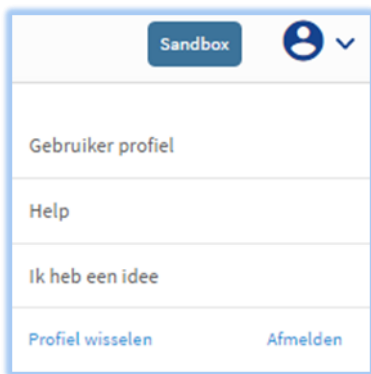 Sandbox
Gebruiker profiel
Help
Ik heb een idee
Profiel wisselen Afmelden